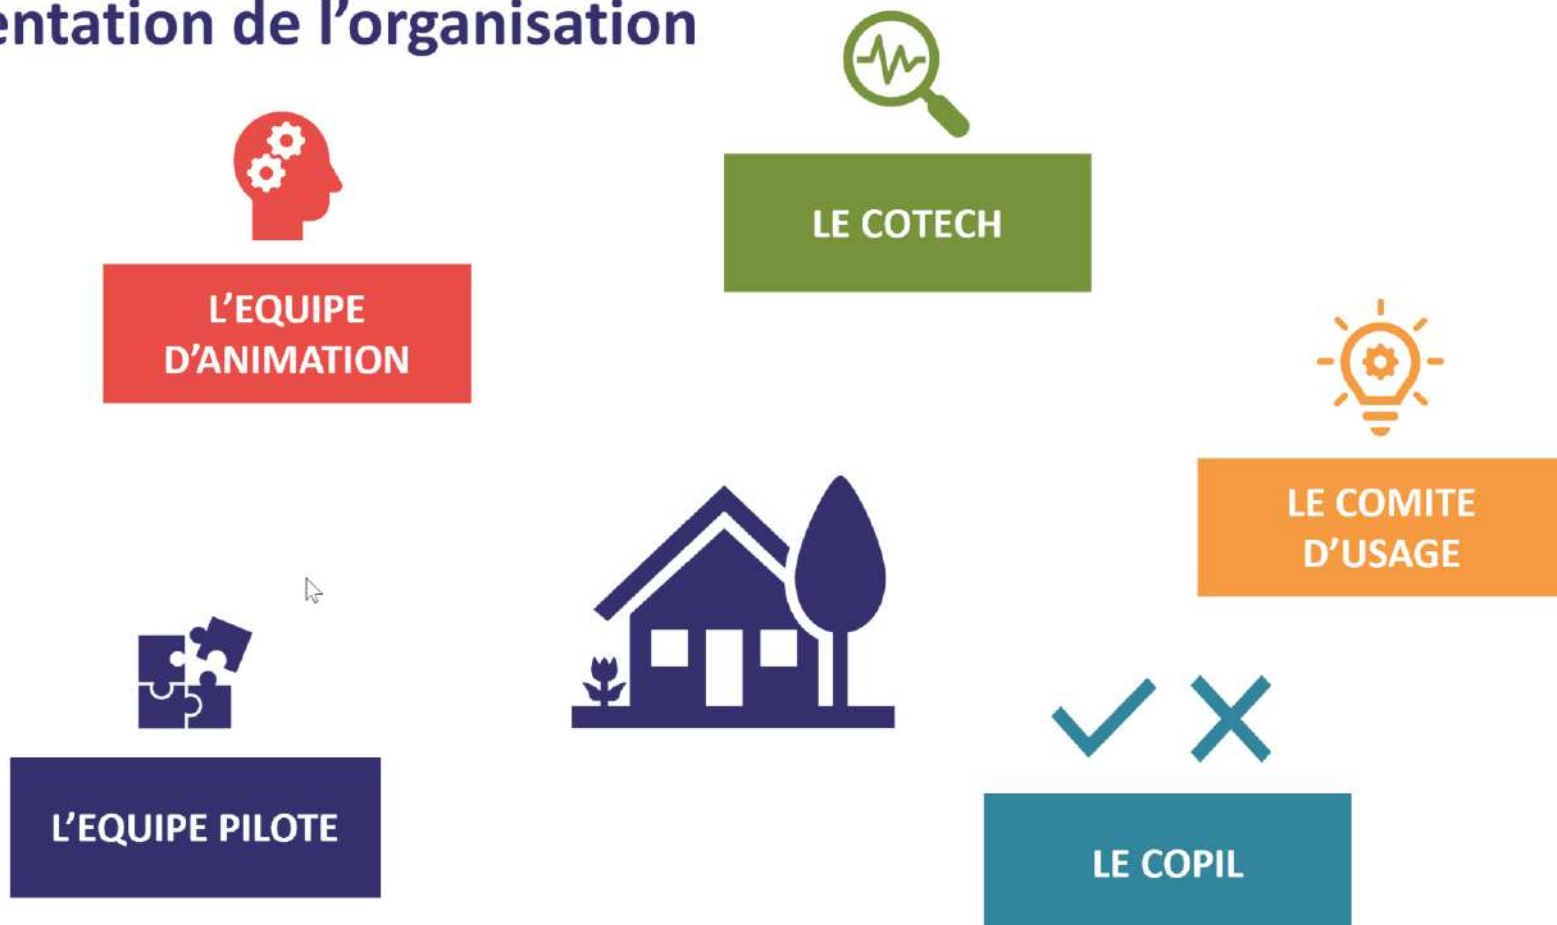 entation de l’organisation
LE COTECH
L’EQUIPE
D’ANIMATION
LE COMITE
D’USAGE
L’EQUIPE PILOTE
LE COPIL